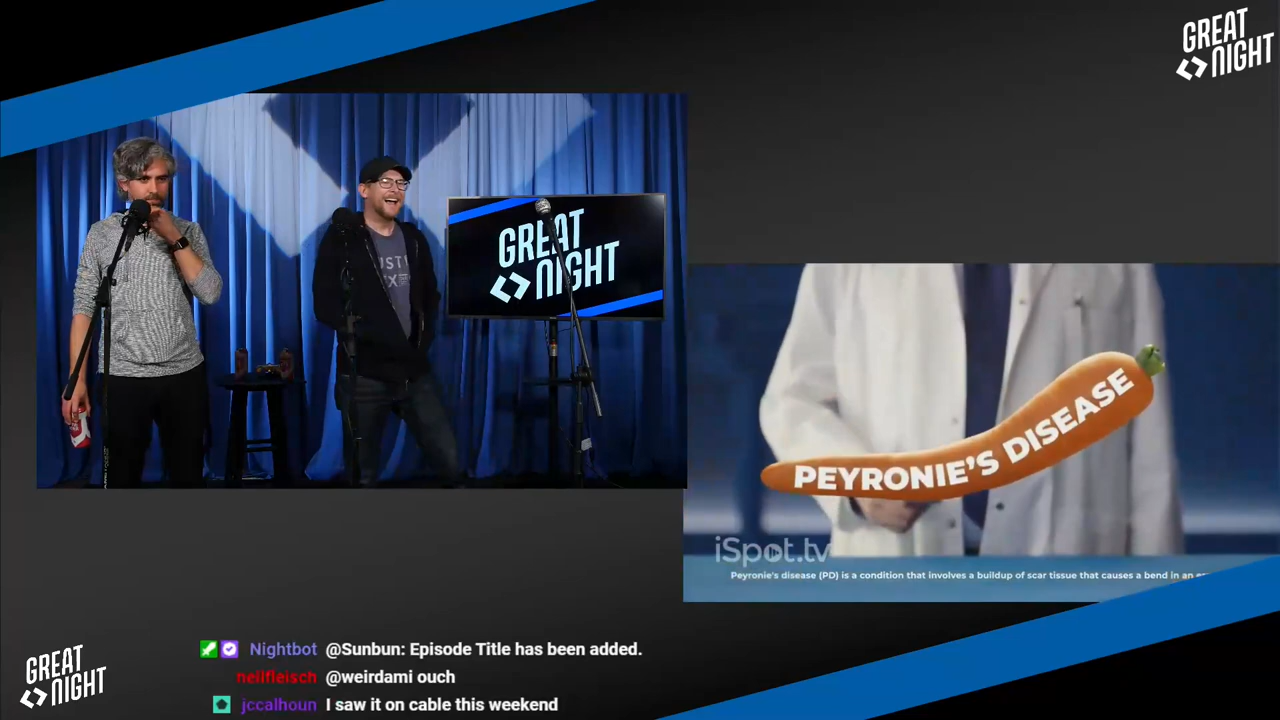 GREAT
NIGHT
GREAT
NIGHT
PEYRONIE'S DISEASE
iSpot.tv
Peyronie's disease (PD) is a condition that involves a buildup of scar tissue that causes a bend in an
GREAT
NIGHT
Nightbot @Sunbun: Episode Title has been added.
neilfleisch @weirdami ouch
jccalhoun I saw it on cable this weekend